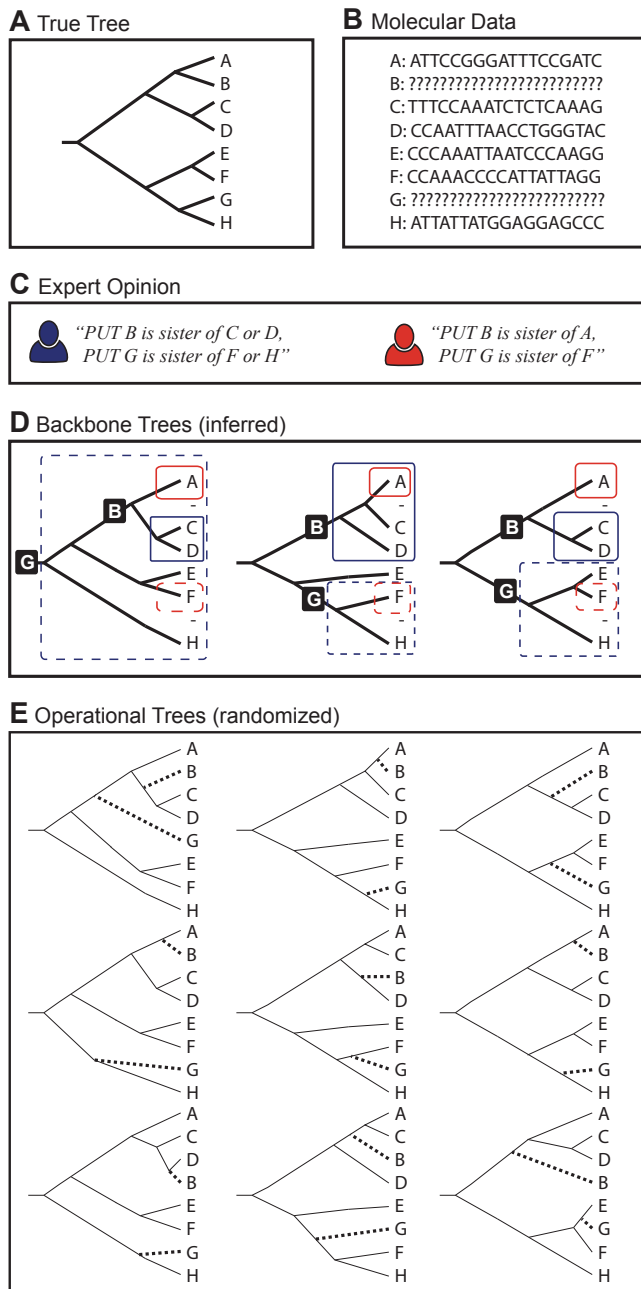 A True Tree
A
B
C
D
E
F
G
H
B Molecular Data
A: ATTCCGGGATTTCCGATC
B: ??????????????????????????
C: TTTCCAAATCTCTCAAAG
D: CCAATTTAACCTGGGTAC
E: CCCAAATTAATCCCAAGG
F: CCAAACCCCATTATTAGG
G: ??????????????????????????
H: ATTATTATGGAGGAGCCC
C Expert Opinion
“PUT B is sister of C or D,
PUT G is sister of F or H”
“PUT B is sister of A,
PUT G is sister of F”
D Backbone Trees (inferred)
A
-
B
C
D
G
E
F
-
H
A
-
B
C
D
E
G
F
-
H
A
-
B
C
D
E
G
F
-
H
E Operational Trees (randomized)
A
B
C
D
G
E
F
H
A
B
C
D
E
F
G
H
A
B
C
D
E
F
G
H
A
B
C
D
E
F
G
H
A
C
B
D
E
F
G
H
A
B
C
D
E
F
G
H
A
C
D
B
E
F
G
H
A
C
B
D
E
G
F
H
A
C
D
B
E
G
F
H